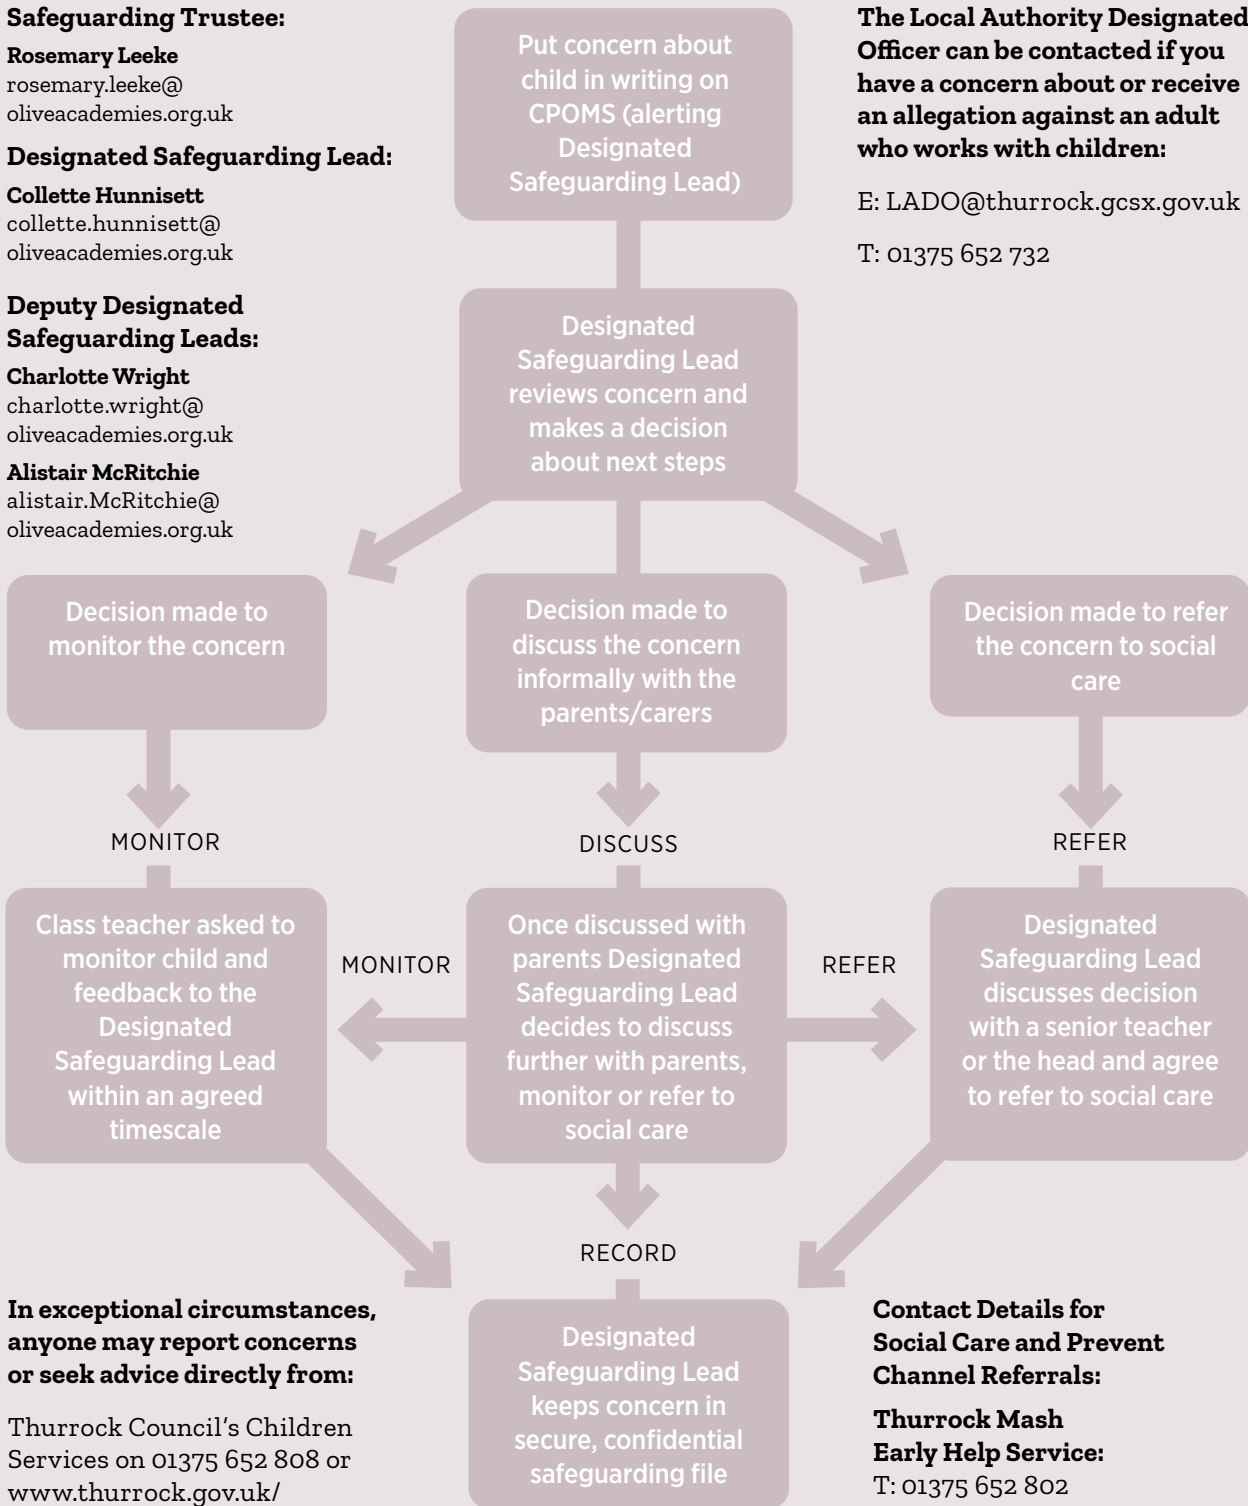 Safeguarding Trustee:
Rosemary Leeke
rosemary.leeke@
oliveacademies.org.uk
Designated Safeguarding Lead:
Collette Hunnisett
collette.hunnisett@
oliveacademies.org.uk
Deputy Designated
Safeguarding Leads:
Charlotte Wright
charlotte.wright@
oliveacademies.org.uk
Alistair McRitchie
alistair.McRitchie@
oliveacademies.org.uk
Put concern about
child in writing on
CPOMS (alerting
Designated
Safeguarding Lead)
The Local Authority Designated
Officer can be contacted if you
have a concern about or receive
an allegation against an adult
who works with children:
E: LADO@thurrock.gcsx.gov.uk
T: 01375 652 732
Designated
Safeguarding Lead
reviews concern and
makes a decision
about next steps
Decision made to
monitor the concern
Decision made to
discuss the concern
informally with the
parents/carers
Decision made to refer
the concern to social
care
MONITOR
DISCUSS
REFER
Class teacher asked to
monitor child and
feedback to the
Designated
Safeguarding Lead
within an agreed
timescale
MONITOR
Once discussed with
parents Designated
Safeguarding Lead
decides to discuss
further with parents,
monitor or refer to
social care
REFER
Designated
Safeguarding Lead
discusses decision
with a senior teacher
or the head and agree
to refer to social care
RECORD
In exceptional circumstances,
anyone may report concerns
or seek advice directly from:
Thurrock Council's Children
Services on 01375 652 808 or
www.thurrock.gov.uk/
Designated
Safeguarding Lead
keeps concern in
secure, confidential
safeguarding file
Contact Details for
Social Care and Prevent
Channel Referrals:
Thurrock Mash
Early Help Service:
T: 01375 652 802